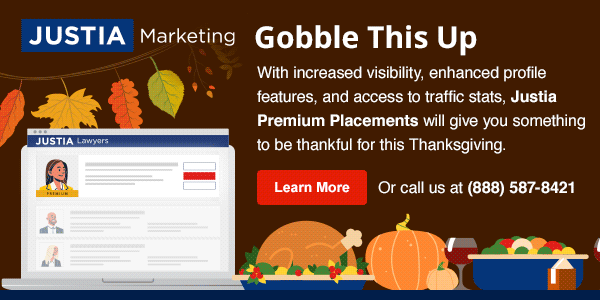 JUSTIA Marketing
Gobble This Up
With increased visibility, enhanced profile
features, and access to traffic stats, Justia
Premium Placements will give you something
to be thankful for this Thanksgiving.
Learn More
Or call us at (888) 587-8421
JUSTIA Lawyers
PREMIUM